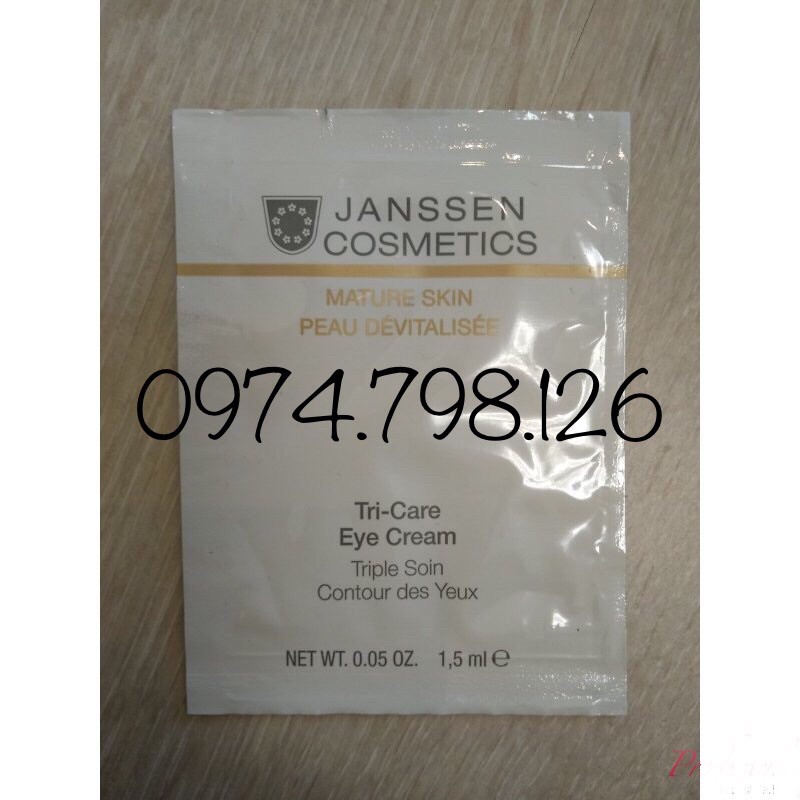 JANSSEN
COSMETICS
MATURE SKIN
PEAU DÉVITALISÉE
0974.798.126
Tri-Care
Eye Cream
Triple Soin
Contour des Yeux
NET WT. 0.05 OZ. 1,5 ml ℮